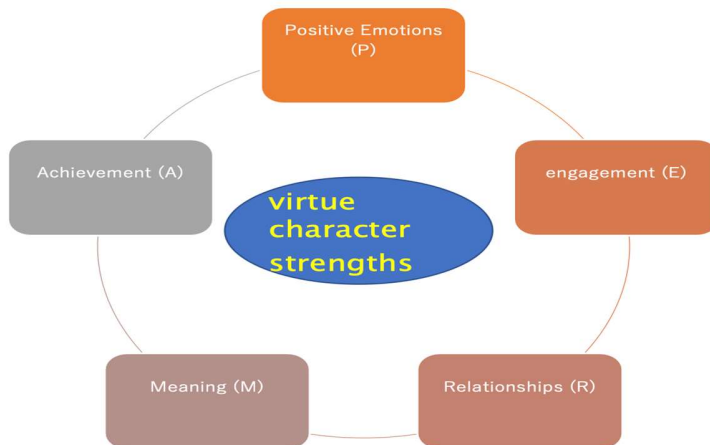 Positive Emotions
(P)
engagement (E)
Relationships (R)
Meaning (M)
Achievement (A)
virtue
character
strengths